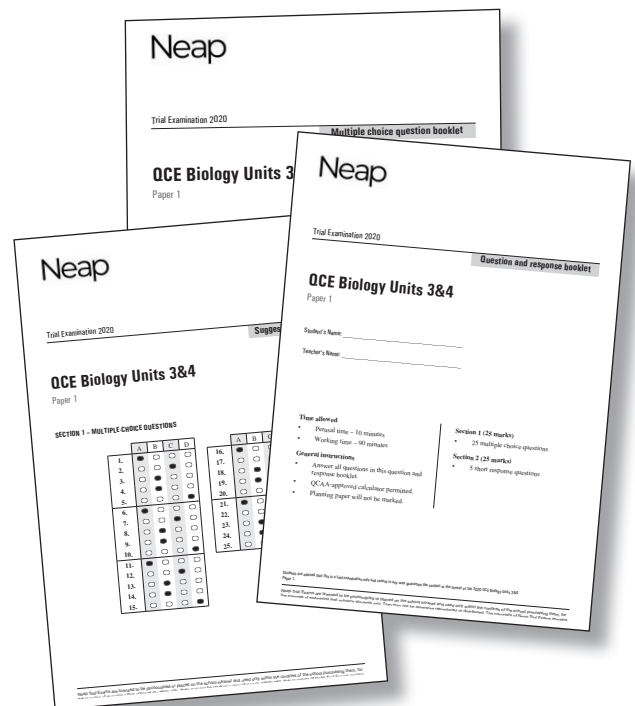 Neap
Trial Examination 2020
Multiple choice question booklet
QCE Biology Units 3
Paper 1
Neap
Trial Examination 2020
Question and response booklet
QCE Biology Units 3&4
Paper 1
Student's Name:
Teacher's Name:
Time allowed
• Perusal time – 10 minutes
• Working time – 90 minutes
General instructions
• Answer all questions in this question and
response booklet.
• QCAA-approved calculator permitted.
• Planning paper will not be marked.
Section 1 (25 marks)
• 25 multiple choice questions
Section 2 (25 marks)
• 5 short response questions
Neap
Trial Examination 2020
Sugges
QCE Biology Units 3&4
Paper 1
SECTION 1 – MULTIPLE-CHOICE QUESTIONS
A B C D
1.
2.
3.
4.
5.
6.
7.
8.
9.
10.
11.
12.
13.
14.
15.
A B C
16.
17.
18.
19.
20.
21.
22.
23.
24.
25.